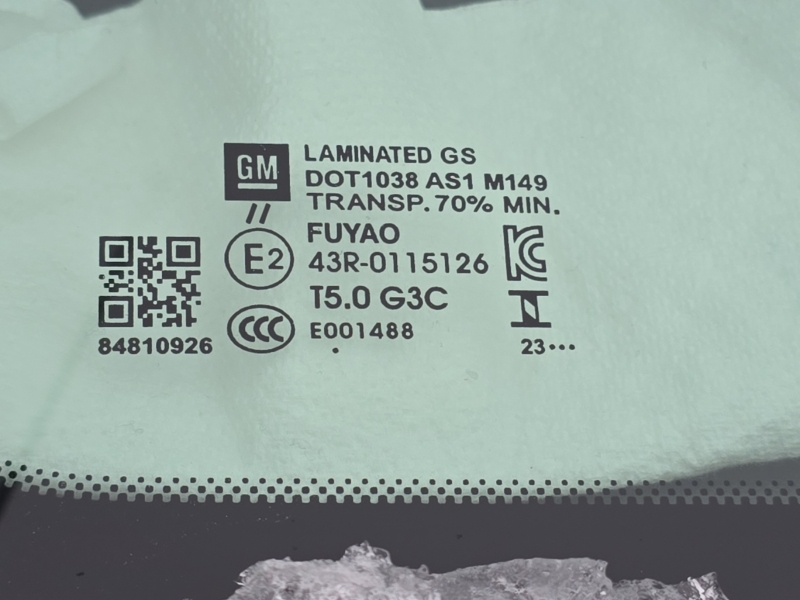 GM
LAMINATED GS
DOT1038 AS1 M149
TRANSP. 70% MIN.
//
FUYAO
E2
43R-0115126
KC
T5.0 G3C
CCC
E001488
84810926
23•••